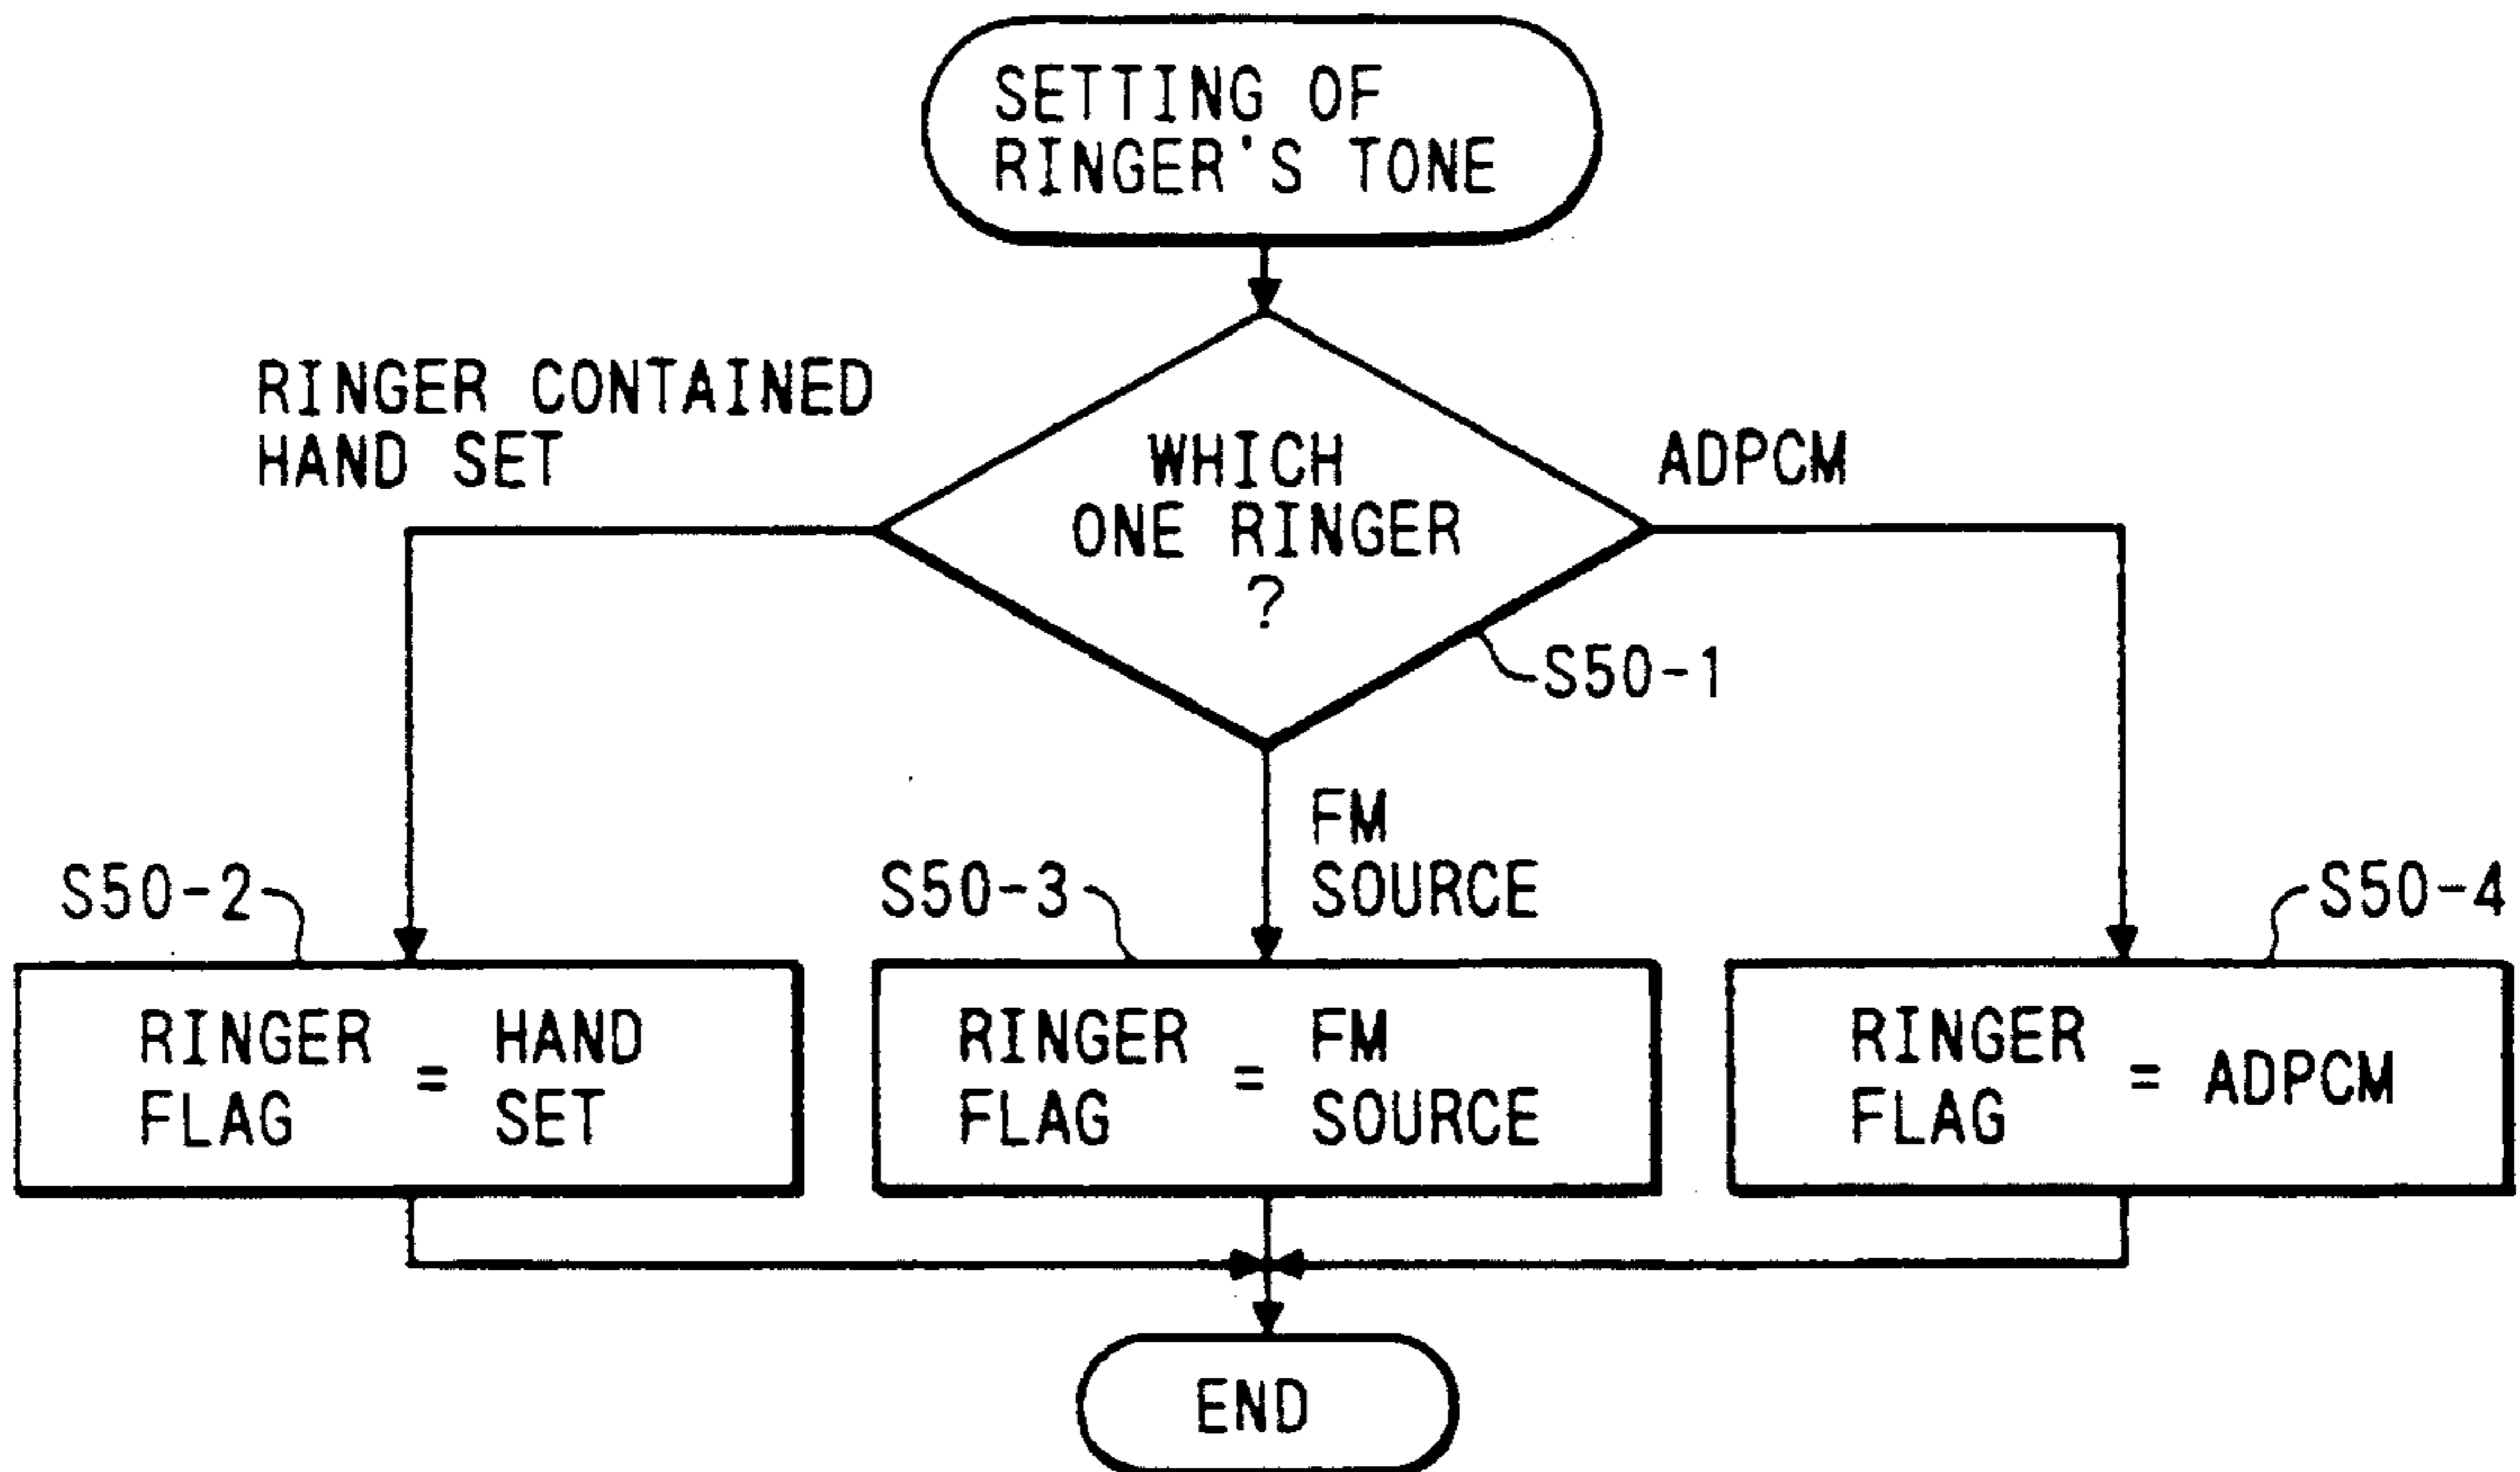 SETTING OF
RINGER'S TONE
RINGER CONTAINED
HAND SET
WHICH
ONE RINGER
?
ADPCM
S50-1
FM
SOURCE
S50-2
S50-3
S50-4
RINGER
FLAG
=
HAND
SET
RINGER
FLAG
=
FM
SOURCE
RINGER
FLAG
= ADPCM
END